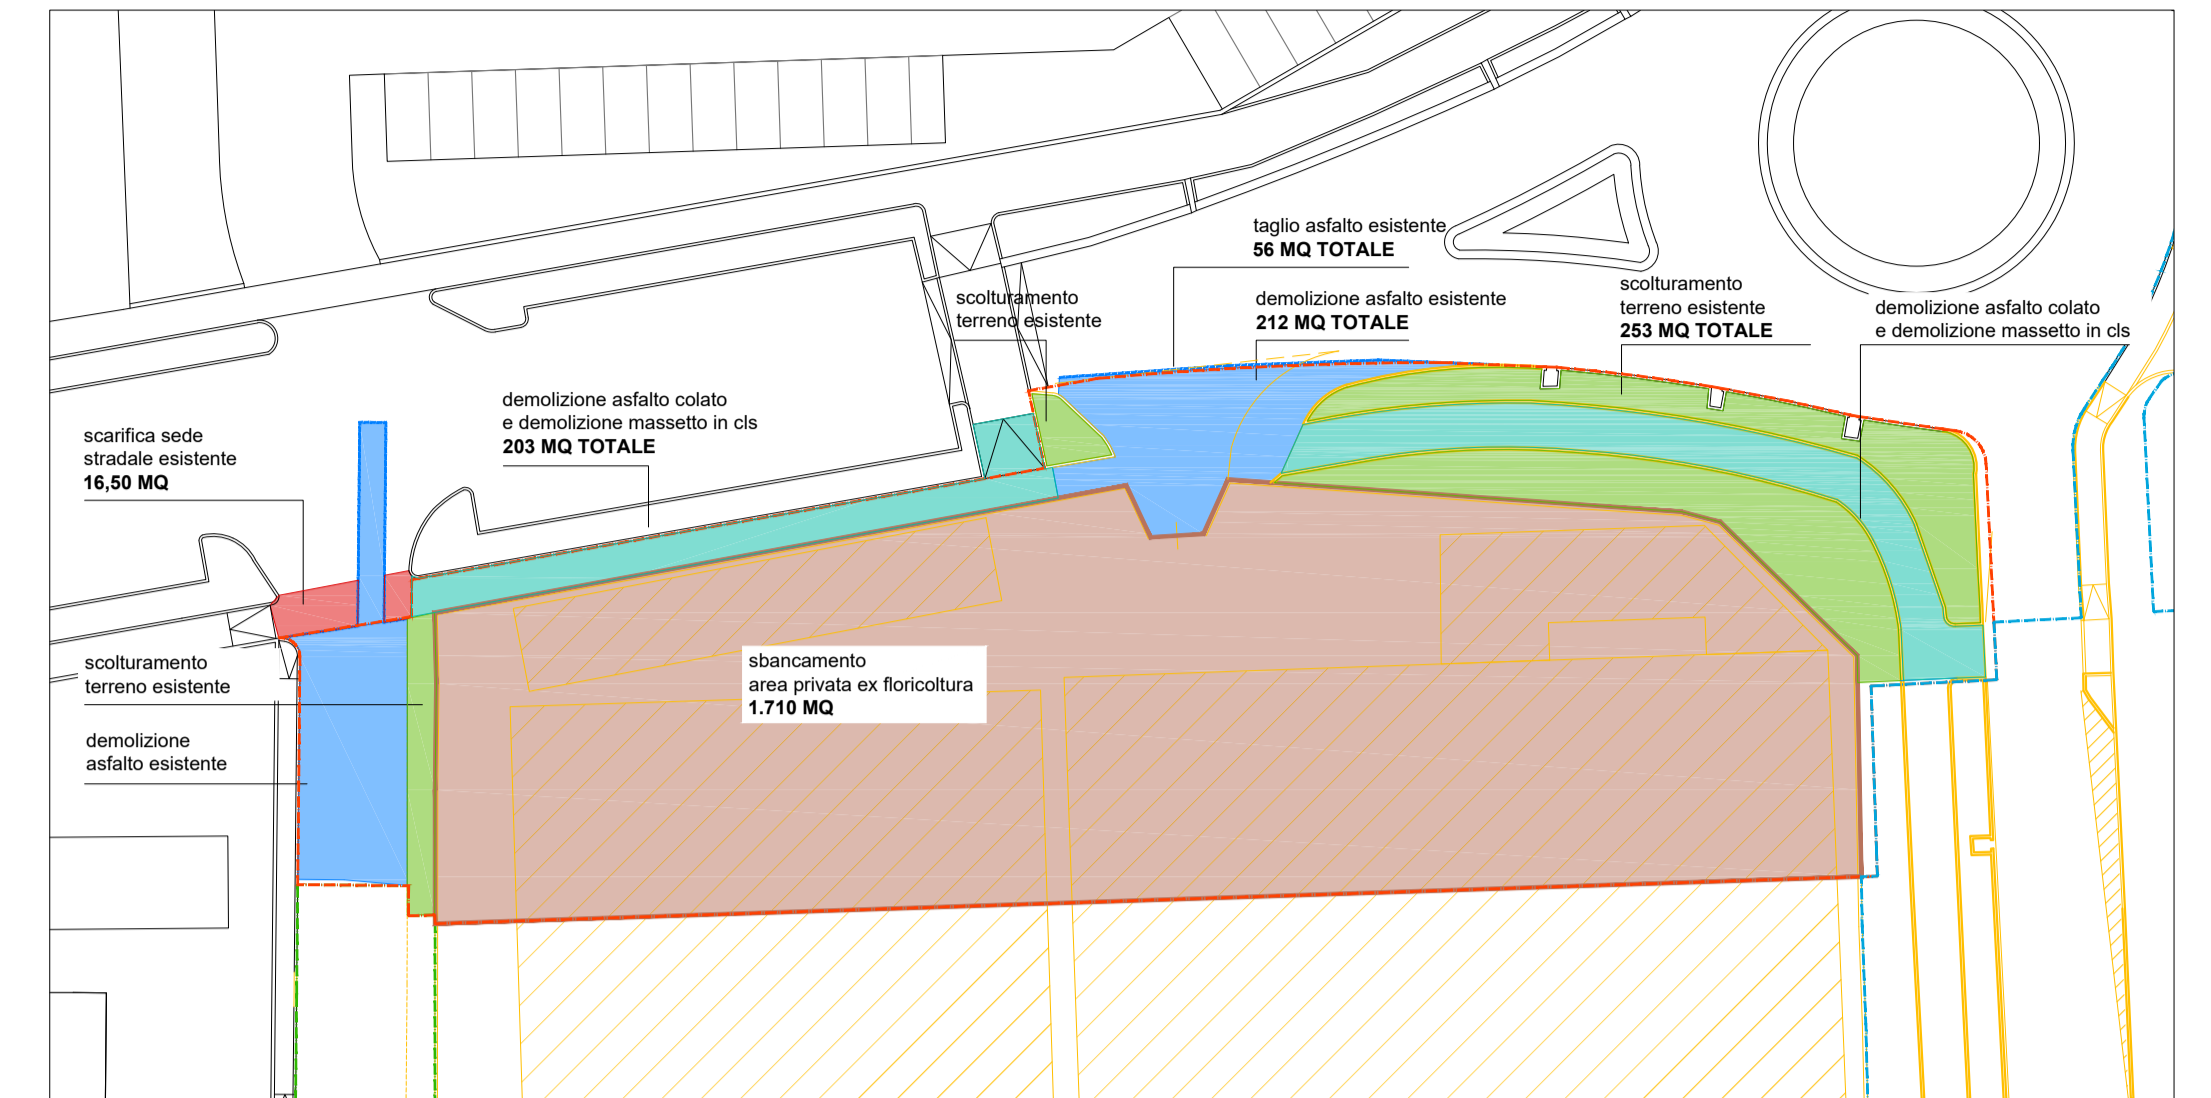 taglio asfalto esistente
56 MQ TOTALE
scolturamento
terreno esistente
demolizione asfalto esistente
212 MQ TOTALE
scolturamento
terreno esistente
253 MQ TOTALE
demolizione asfalto colato
e demolizione massetto in cls
demolizione asfalto colato
e demolizione massetto in cls
203 MQ TOTALE
scarifica sede
stradale esistente
16,50 MQ
scolturamento
terreno esistente
demolizione
asfalto esistente
sbancamento
area privata ex floricoltura
1.710 MQ